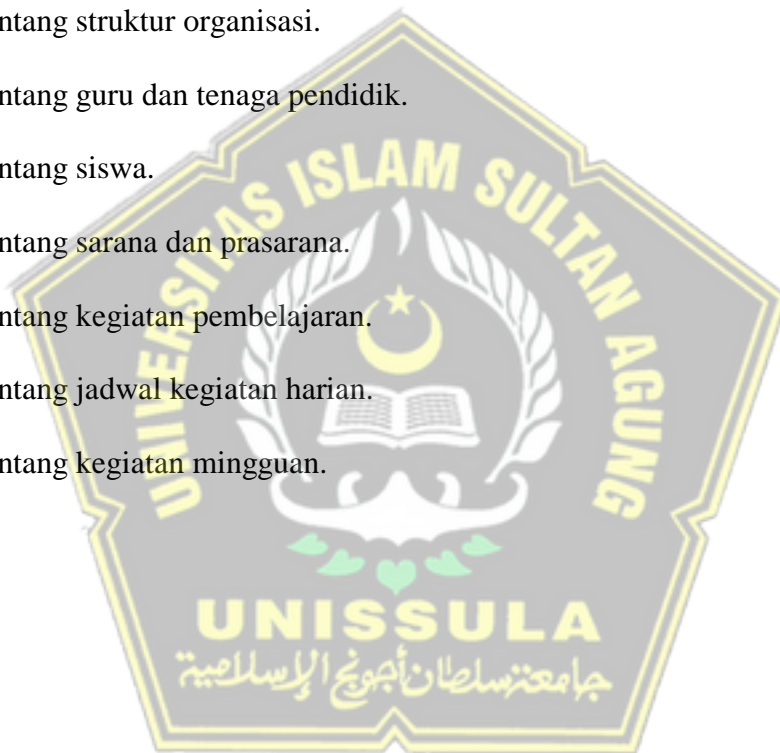 ntang struktur organisasi.
ntang guru dan tenaga pendidik.
ntang siswa.
ntang sarana dan prasarana.
ntang kegiatan pembelajaran.
ntang jadwal kegiatan harian.
ntang kegiatan mingguan.
UNIVERSITAS ISLAM SULTAN AGUNG
UNISSULA
جامعة سلطان أجونج الإسلامية